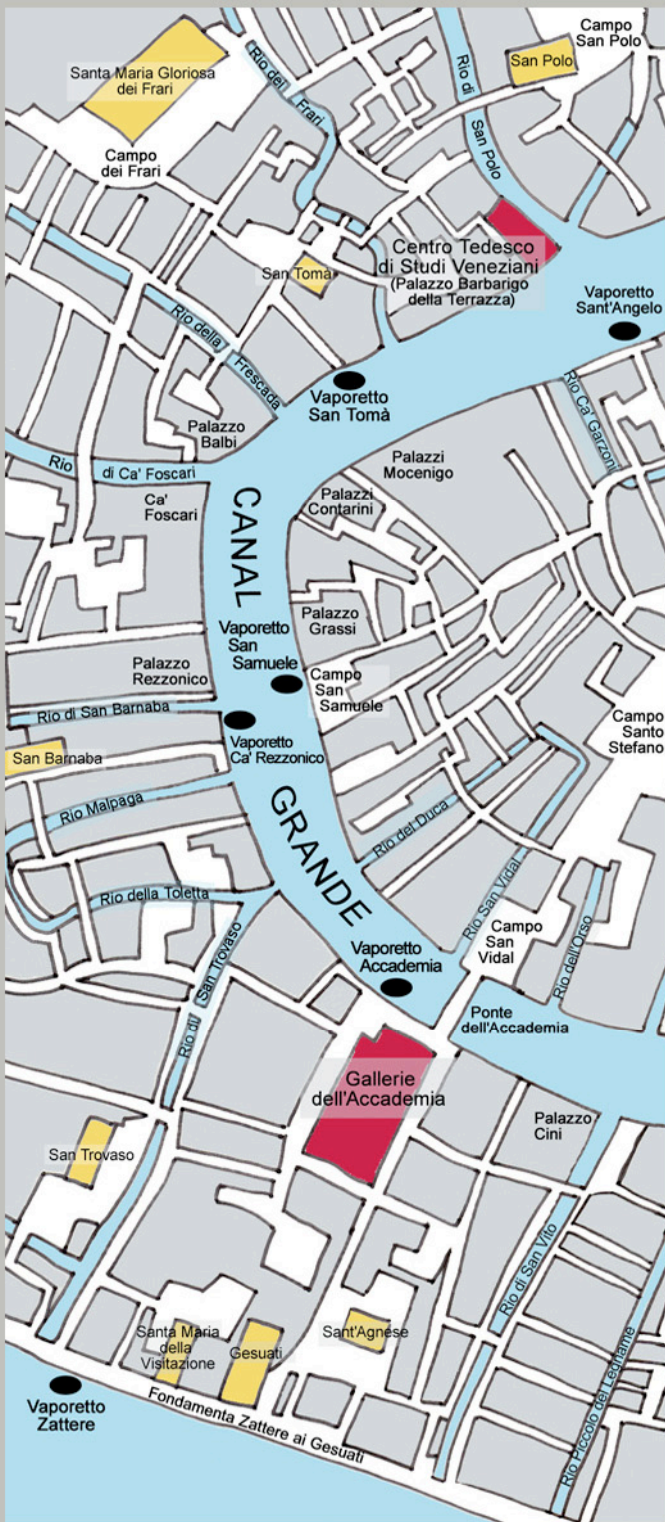 Campo
San Polo
San Polo
Santa Maria Gloriosa
dei Frari
Rio dei Frari
Rio di San Polo
Campo
dei Frari
Centro Tedesco
di Studi Veneziani
(Palazzo Barbarigo
della Terrazza)
San Tomà
Vaporetto
Sant'Angelo
Rio della Frescada
Vaporetto
San Tomà
Rio Ca' Garzoni
Palazzo
Balbi
Palazzi
Mocenigo
Rio di Ca' Foscari
Ca'
Foscari
Palazzi
Contarini
CANAL GRANDE
Palazzo
Grassi
Vaporetto
San
Samuele
Palazzo
Rezzonico
Campo
San
Samuele
Rio di San Barnaba
Campo
Santo
Stefano
Vaporetto
Ca' Rezzonico
San Barnaba
Rio Malpaga
Rio del Duca
Rio della Toletta
Rio San Vidal
Rio dell'Orso
Campo
San
Vidal
Rio di San Trovaso
Vaporetto
Accademia
Ponte
dell'Accademia
Gallerie
dell'Accademia
Palazzo
Cini
San Trovaso
Rio di San Vito
Santa Maria
della
Visitazione
Gesuati
Sant'Agnese
Rio Piccolo del Legname
Vaporetto
Zattere
Fondamenta Zattere ai Gesuati